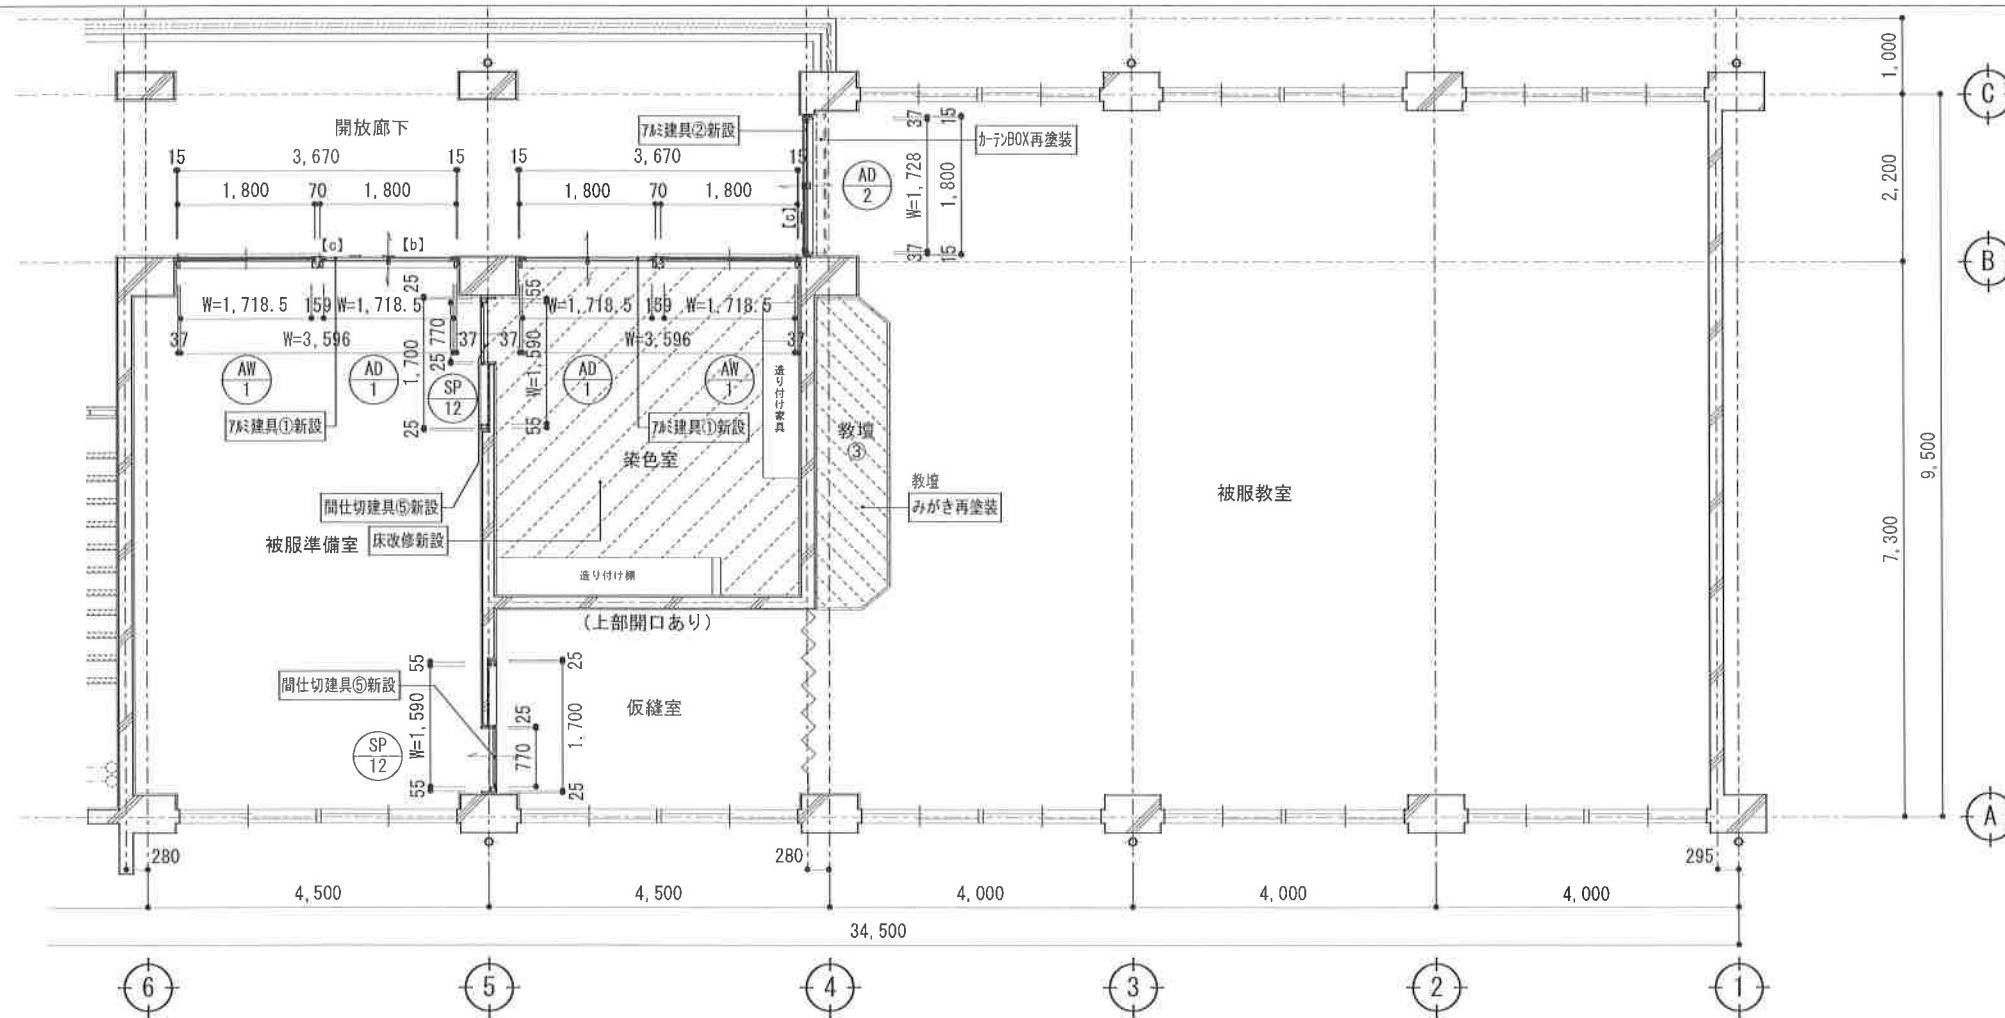 1,000
C
開放廊下
アルミ建具②新設
37
15
カーテンBOX再塗装
15
3,670
15
15
3,670
15
1,800
70
1,800
1,800
70
1,800
AD
2
W=1,728
1,800
2,200
【c】
【c】
【b】
37
15
B
25
55
W=1,718.5
159
W=1,718.5
W=1,718.5
159
W=1,718.5
37
W=3,596
37
37
W=3,596
37
770
1,700
25
W=1,590
AW
1
AD
1
SP
12
AD
1
AW
1
造り付け家具
25
55
アルミ建具①新設
アルミ建具①新設
教壇
③
染色室
9,500
教壇
みがき再塗装
被服教室
間仕切建具⑤新設
被服準備室
床改修新設
7,300
造り付け棚
(上部開口あり)
55
25
間仕切建具⑤新設
仮縫室
W=1,590
25
1,700
770
SP
12
55
25
A
280
280
295
4,500
4,500
4,000
4,000
4,000
34,500
6
5
4
3
2
1